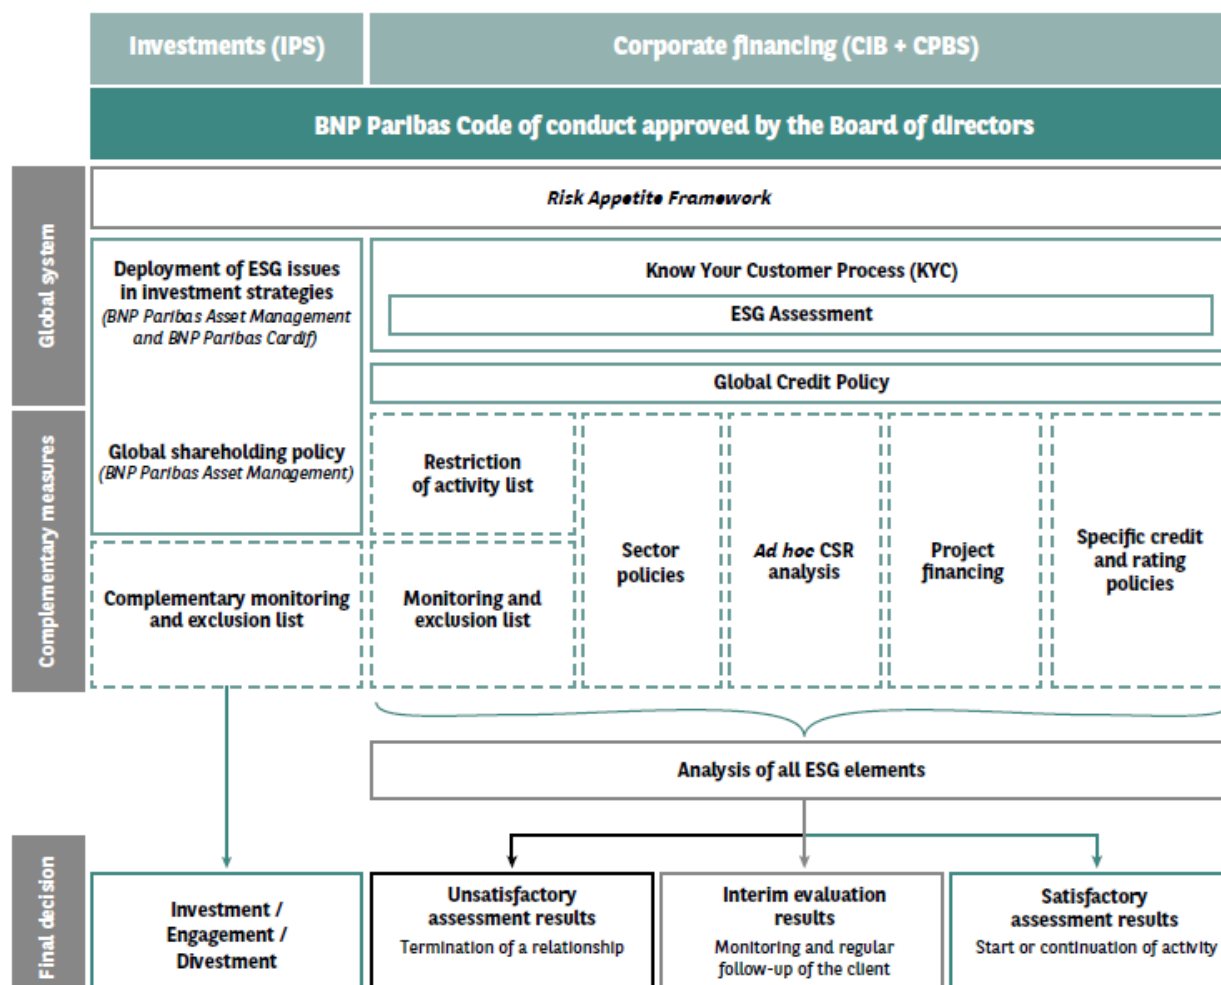 Investments (IPS)
Corporate financing (CIB + CPBS)
BNP Paribas Code of conduct approved by the Board of directors
Global system
Risk Appetite Framework
Deployment of ESG issues
in investment strategies
(BNP Paribas Asset Management
and BNP Paribas Cardif)
Know Your Customer Process (KYC)
ESG Assessment
Global Credit Policy
Complementary measures
Global shareholding policy
(BNP Paribas Asset Management)
Complementary monitoring
and exclusion list
Restriction
of activity list
Monitoring and
exclusion list
Sector
policies
Ad hoc CSR
analysis
Project
financing
Specific credit
and rating
policies
Analysis of all ESG elements
Final decision
Investment /
Engagement /
Divestment
Unsatisfactory
assessment results
Termination of a relationship
Interim evaluation
results
Monitoring and regular
follow-up of the client
Satisfactory
assessment results
Start or continuation of activity